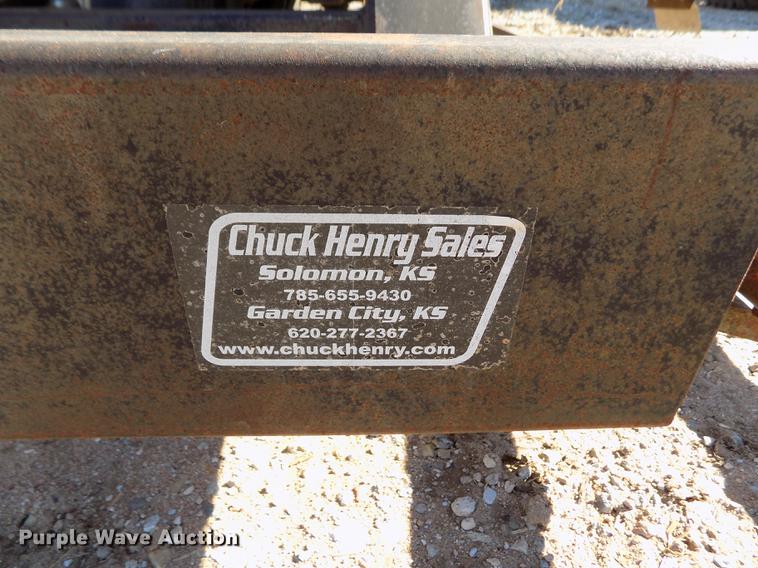 Chuck Henry Sales
Solomon, KS
785-655-9430
Garden City, KS
620-277-2367
www.chuckhenry.com
Purple Wave Auction